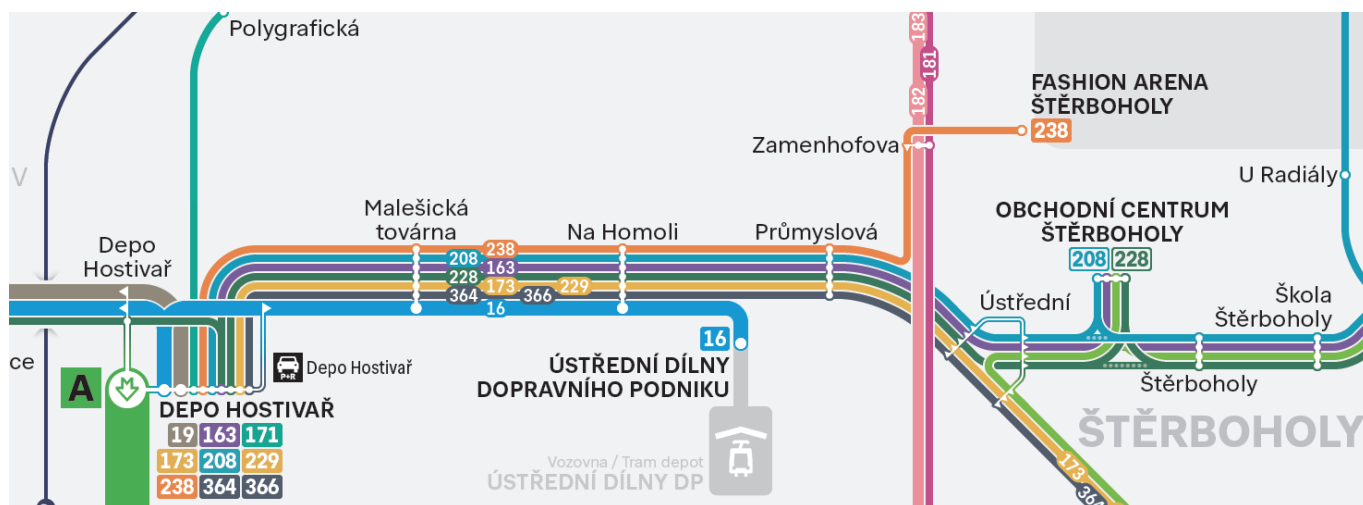 Polygrafická
183
181
182
FASHION ARENA
ŠTĚRBOHOLY
238
Zamenhofova
V
U Radiály
Malešická
továrna
Na Homoli
Průmyslová
OBCHODNÍ CENTRUM
ŠTĚRBOHOLY
208 228
Depo
Hostivař
238
208 163
228
173 229
364 366
16
Ústřední
Škola
Štěrboholy
ce
A
P+R
Depo Hostivař
16
ÚSTŘEDNÍ DÍLNY
DOPRAVNÍHO PODNIKU
Štěrboholy
DEPO HOSTIVAŘ
19 163 171
173 208 229
238 364 366
ŠTĚRBOHOLY
Vozovna / Tram depot
ÚSTŘEDNÍ DÍLNY DP
173
364